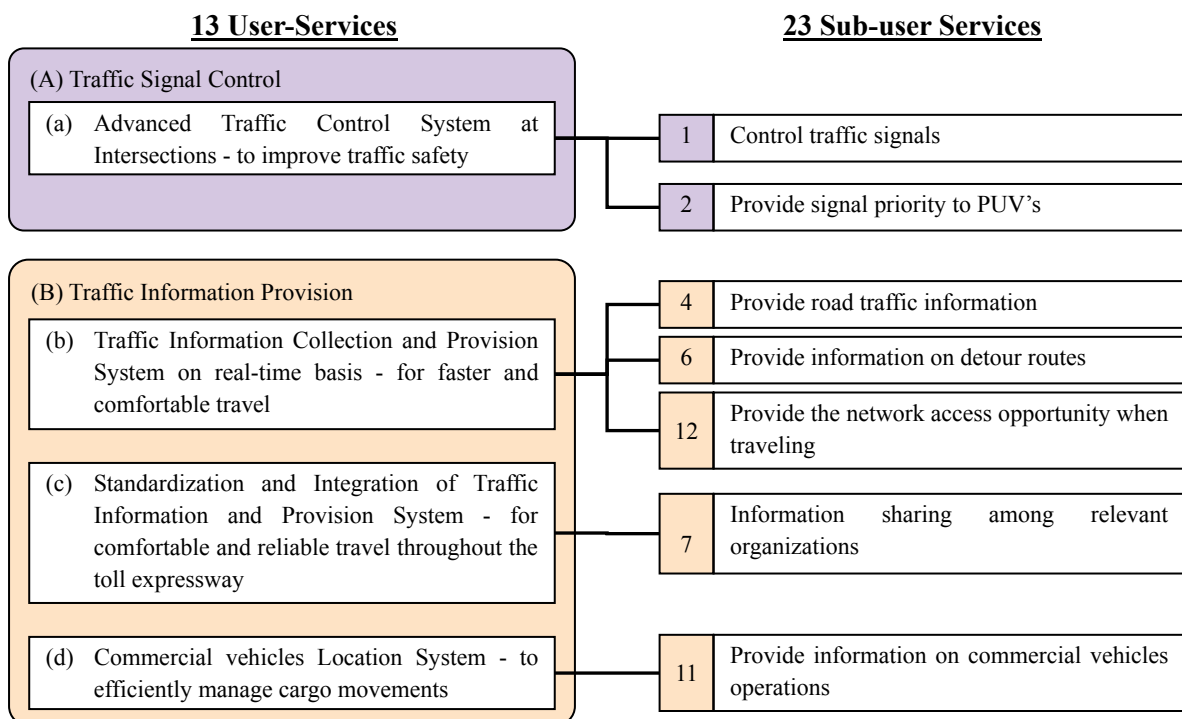 13 User-Services
23 Sub-user Services
(A) Traffic Signal Control
(a) Advanced Traffic Control System at
Intersections - to improve traffic safety
1 Control traffic signals
2 Provide signal priority to PUV's
(B) Traffic Information Provision
(b) Traffic Information Collection and Provision
System on real-time basis - for faster and
comfortable travel
4 Provide road traffic information
6 Provide information on detour routes
12 Provide the network access opportunity when
traveling
(c) Standardization and Integration of Traffic
Information and Provision System - for
comfortable and reliable travel throughout the
toll expressway
7 Information sharing among relevant
organizations
(d) Commercial vehicles Location System - to
efficiently manage cargo movements
11 Provide information on commercial vehicles
operations